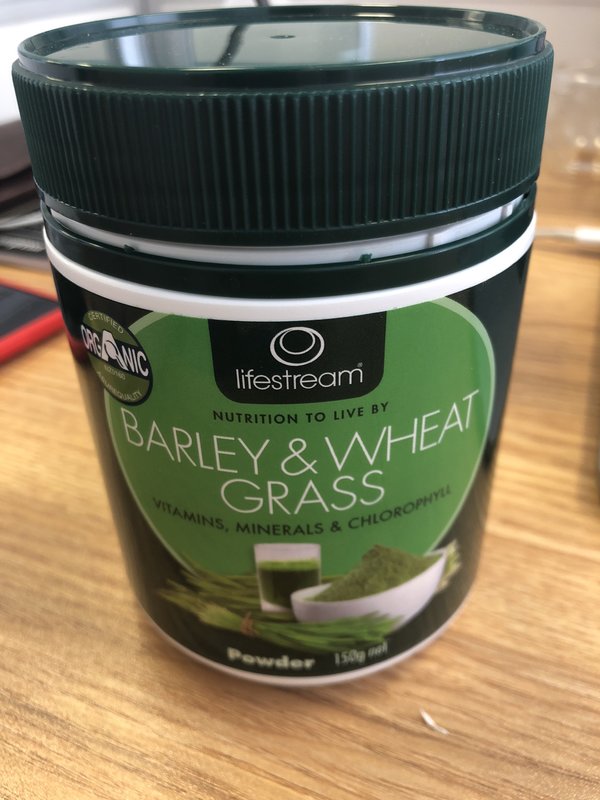 CERTIFIED
ORGANIC
lifestream®
NUTRITION TO LIVE BY
BARLEY & WHEAT
GRASS
VITAMINS, MINERALS & CHLOROPHYLL
Powder 150g net